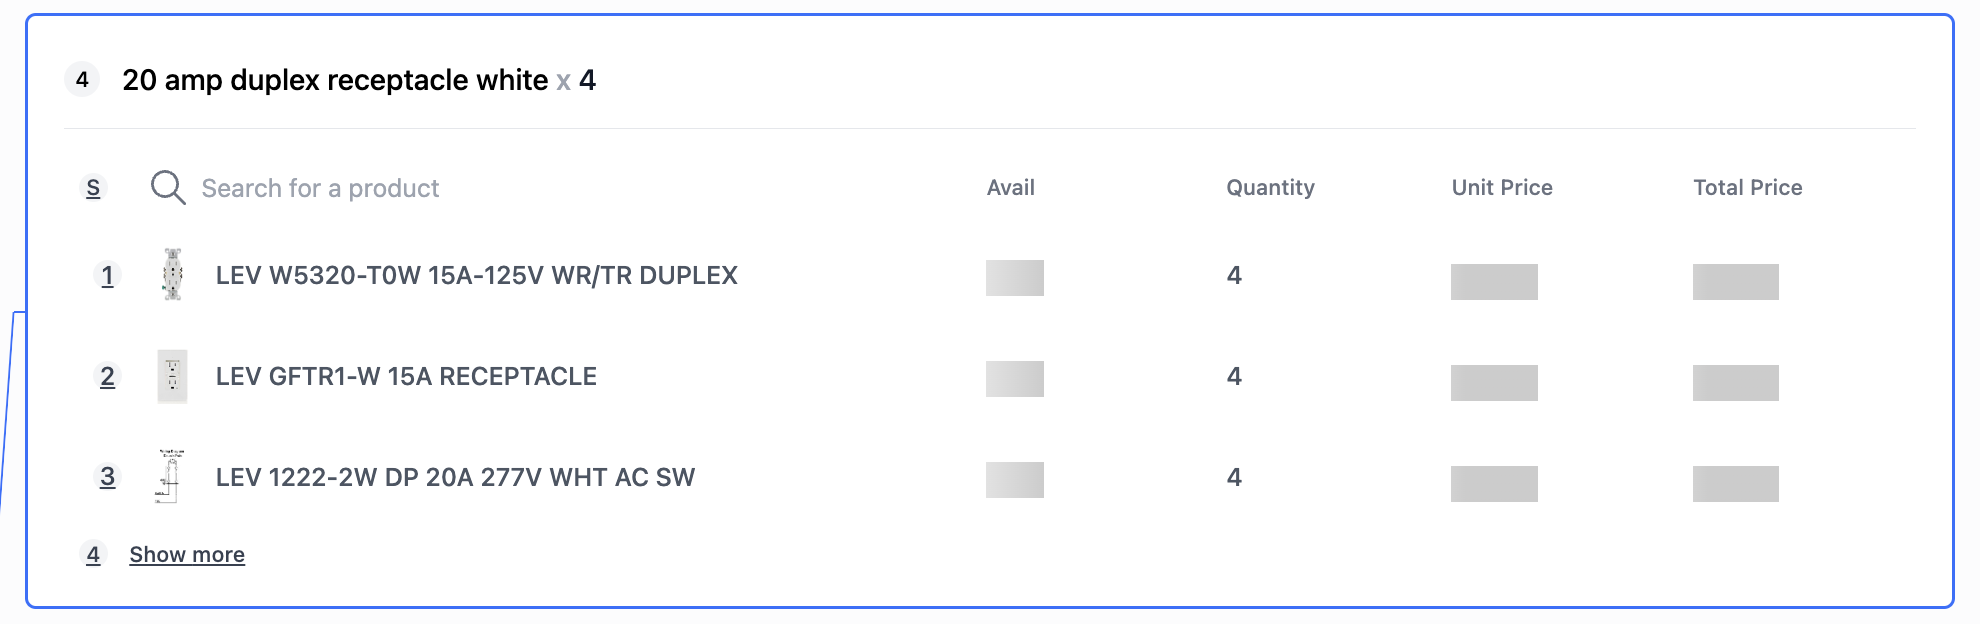 4 20 amp duplex receptacle white x 4
S Search for a product Avail Quantity Unit Price Total Price
1 LEV W5320-T0W 15A-125V WR/TR DUPLEX 4
2 LEV GFTR1-W 15A RECEPTACLE 4
3 LEV 1222-2W DP 20A 277V WHT AC SW 4
4 Show more